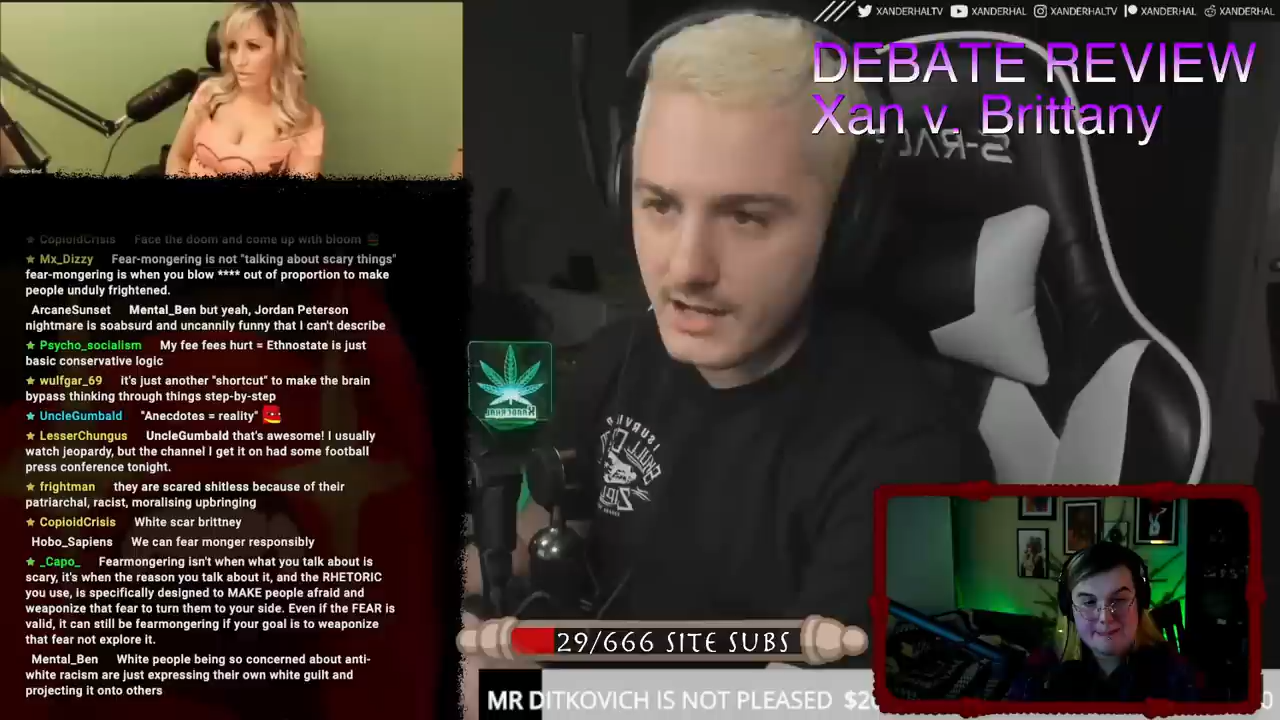 XANDERHALTV XANDERHAL XANDERHALTV XANDERHAL XANDERHAL
DEBATE REVIEW
Xan v. Brittany
CopioidCrisis Face the doom and come up with bloom
Mx_Dizzy Fear-mongering is not "talking about scary things"
fear-mongering is when you blow **** out of proportion to make
people unduly frightened.
ArcaneSunset Mental_Ben but yeah, Jordan Peterson
nightmare is soabsurd and uncannily funny that I can't describe
Psycho_socialism My fee fees hurt = Ethnostate is just
basic conservative logic
wulfgar_69 it's just another "shortcut" to make the brain
bypass thinking through things step-by-step
UncleGumbald "Anecdotes = reality"
LesserChungus UncleGumbald that's awesome! I usually
watch jeopardy, but the channel I get it on had some football
press conference tonight.
frightman they are scared shitless because of their
patriarchal, racist, moralising upbringing
CopioidCrisis White scar brittney
Hobo_Sapiens We can fear monger responsibly
_Capo_ Fearmongering isn't when what you talk about is
scary, it's when the reason you talk about it, and the RHETORIC
you use, is specifically designed to MAKE people afraid and
weaponize that fear to turn them to your side. Even if the FEAR is
valid, it can still be fearmongering if your goal is to weaponize
that fear not explore it.
Mental_Ben White people being so concerned about anti-
white racism are just expressing their own white guilt and
projecting it onto others
29/666 SITE SUBS
MR DITKOVICH IS NOT PLEASED